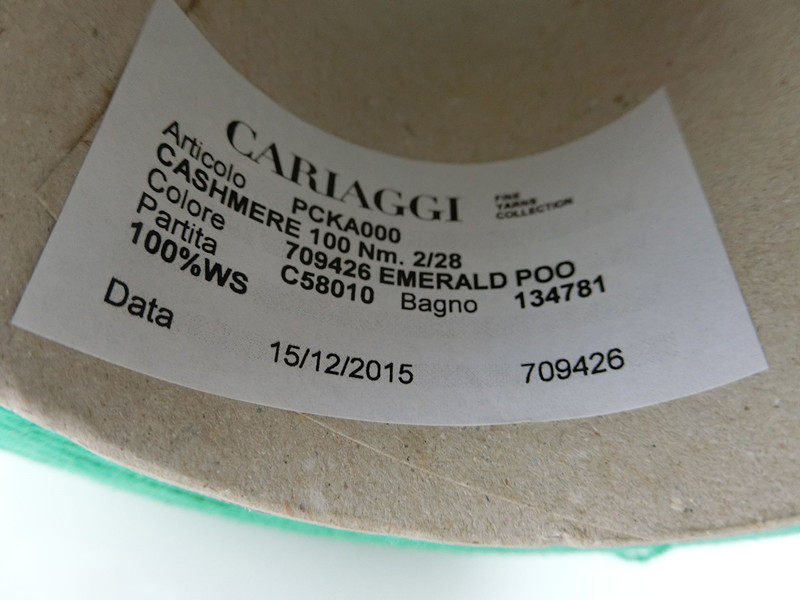 CARIAGGI FINE YARNS COLLECTION
Articolo PCKA000
CASHMERE 100 Nm. 2/28
Colore 709426 EMERALD POO
Partita C58010 Bagno 134781
100%WS
Data 15/12/2015 709426